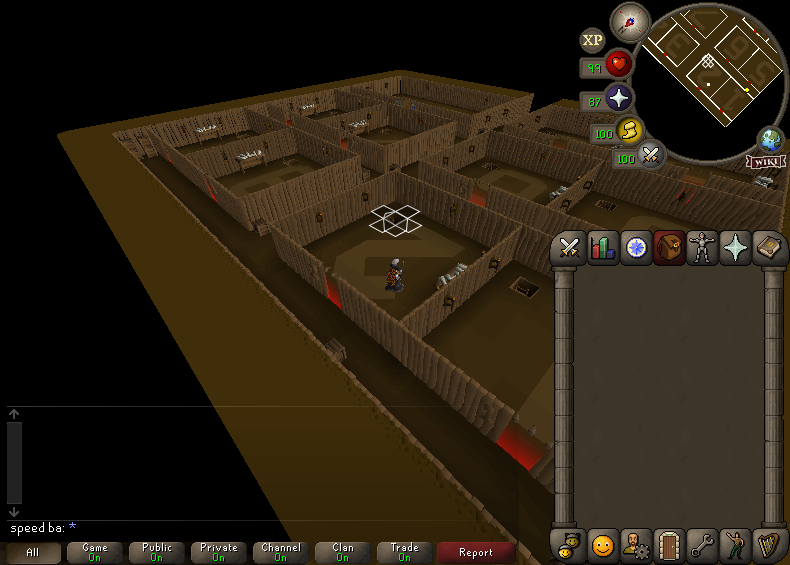 XP
99
87
100
100
WIKI
speed ba: *
All
Game
On
Public
On
Private
On
Channel
On
Clan
On
Trade
On
Report